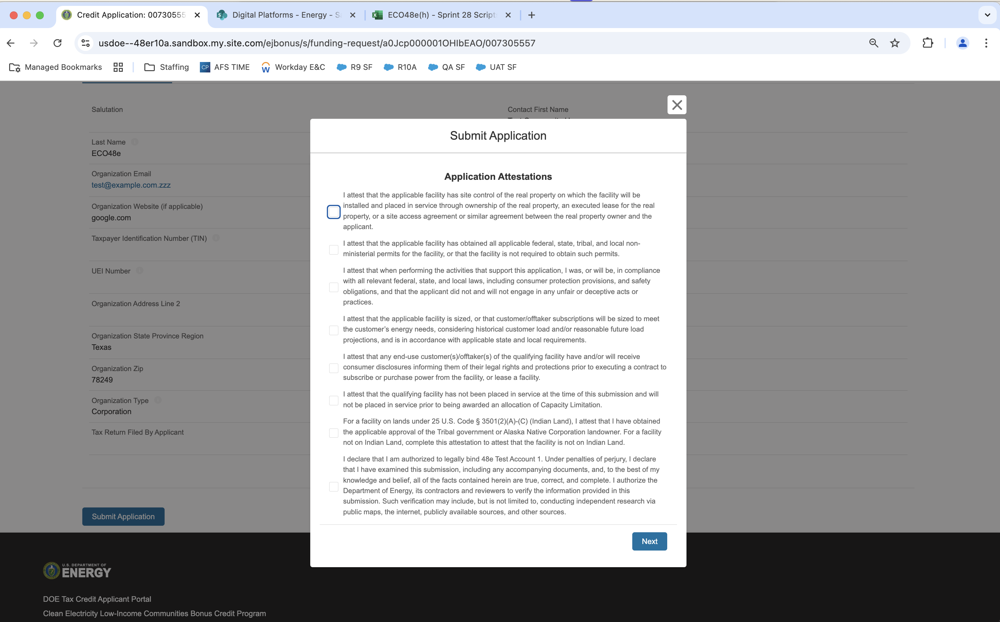 Credit Application: 00730555
Digital Platforms - Energy - S
ECO48e(h) - Sprint 28 Script
usdoe--48er10a.sandbox.my.site.com/ejbonus/s/funding-request/a0Jcp000001OHIbEAO/007305557
Managed Bookmarks
Staffing
CP AFS TIME
Workday E&C
R9 SF
R10A
QA SF
UAT SF
Salutation
Contact First Name
Last Name
ECO48e
Organization Email
test@example.com.zzz
Organization Website (if applicable)
google.com
Taxpayer Identification Number (TIN)
UEI Number
Organization Address Line 2
Organization State Province Region
Texas
Organization Zip
78249
Organization Type
Corporation
Tax Return Filed By Applicant
Submit Application
Submit Application
Application Attestations
I attest that the applicable facility has site control of the real property on which the facility will be
installed and placed in service through ownership of the real property, an executed lease for the real
property, or a site access agreement or similar agreement between the real property owner and the
applicant.
I attest that the applicable facility has obtained all applicable federal, state, tribal, and local non-
ministerial permits for the facility, or that the facility is not required to obtain such permits.
I attest that when performing the activities that support this application, I was, or will be, in compliance
with all relevant federal, state, and local laws, including consumer protection provisions, and safety
obligations, and that the applicant did not and will not engage in any unfair or deceptive acts or
practices.
I attest that the applicable facility is sized, or that customer/offtaker subscriptions will be sized to meet
the customer’s energy needs, considering historical customer load and/or reasonable future load
projections, and is in accordance with applicable state and local requirements.
I attest that any end-use customer(s)/offtaker(s) of the qualifying facility have and/or will receive
consumer disclosures informing them of their legal rights and protections prior to executing a contract to
subscribe or purchase power from the facility, or lease a facility.
I attest that the qualifying facility has not been placed in service at the time of this submission and will
not be placed in service prior to being awarded an allocation of Capacity Limitation.
For a facility on lands under 25 U.S. Code § 3501(2)(A)-(C) (Indian Land), I attest that I have obtained
the applicable approval of the Tribal government or Alaska Native Corporation landowner. For a facility
not on Indian Land, complete this attestation to attest that the facility is not on Indian Land.
I declare that I am authorized to legally bind 48e Test Account 1. Under penalties of perjury, I declare
that I have examined this submission, including any accompanying documents, and, to the best of my
knowledge and belief, all of the facts contained herein are true, correct, and complete. I authorize the
Department of Energy, its contractors and reviewers to verify the information provided in this
submission. Such verification may include, but is not limited to, conducting independent research via
public maps, the internet, publicly available sources, and other sources.
Next
U.S. DEPARTMENT OF
ENERGY
DOE Tax Credit Applicant Portal
Clean Electricity Low-Income Communities Bonus Credit Program